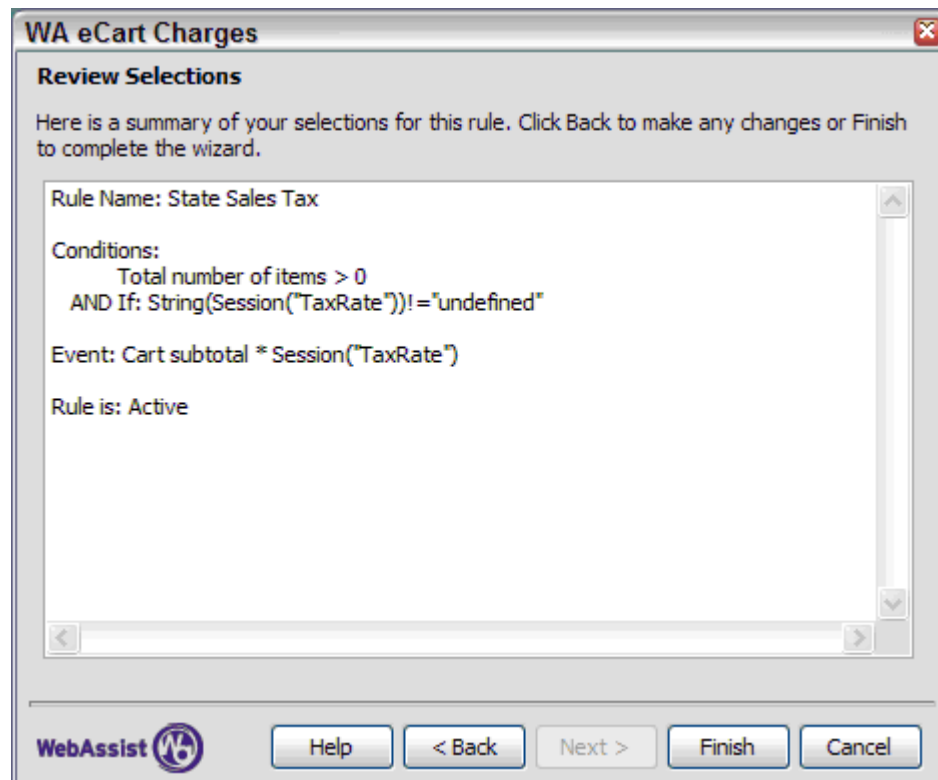 WA eCart Charges
Review Selections
Here is a summary of your selections for this rule. Click Back to make any changes or Finish
to complete the wizard.
Rule Name: State Sales Tax
Conditions:
Total number of items > 0
AND If: String(Session("TaxRate"))!="undefined"
Event: Cart subtotal * Session("TaxRate")
Rule is: Active
WebAssist
Help
< Back
Next >
Finish
Cancel